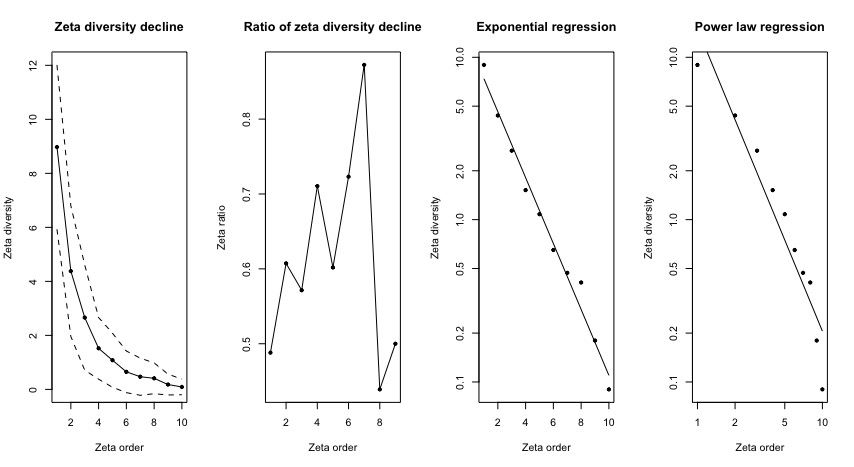 Zeta diversity decline
Zeta diversity
12
10
8
6
4
2
0
2 4 6 8 10
Zeta order
Ratio of zeta diversity decline
Zeta ratio
0.8
0.7
0.6
0.5
2 4 6 8
Zeta order
Exponential regression
Zeta diversity
10.0
5.0
2.0
1.0
0.5
0.2
0.1
2 4 6 8 10
Zeta order
Power law regression
Zeta diversity
10.0
5.0
2.0
1.0
0.5
0.2
0.1
1 2 5 10
Zeta order